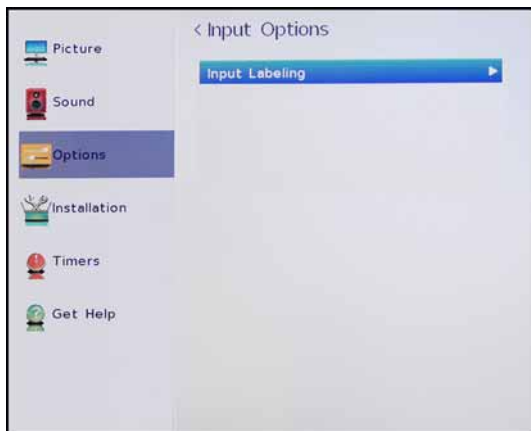 Picture
Sound
Options
Installation
Timers
Get Help
< Input Options
Input Labeling